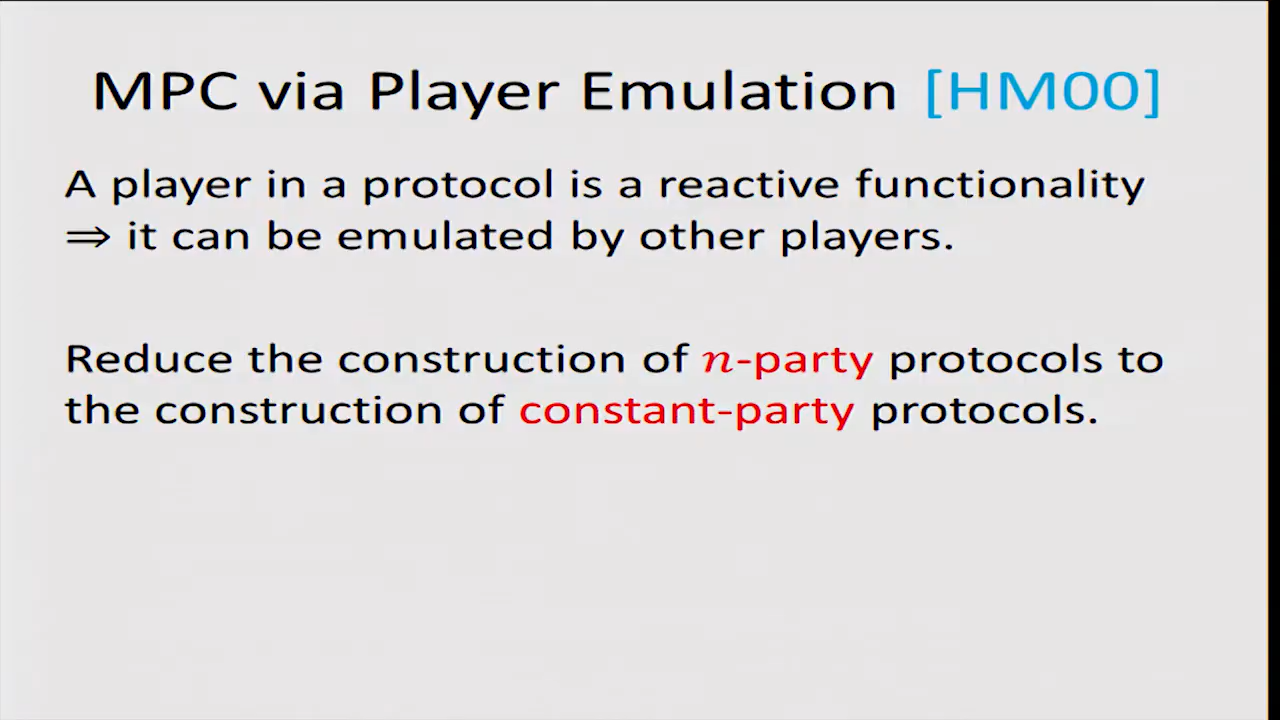 MPC via Player Emulation [HM00]
A player in a protocol is a reactive functionality
⇒ it can be emulated by other players.
Reduce the construction of n-party protocols to
the construction of constant-party protocols.